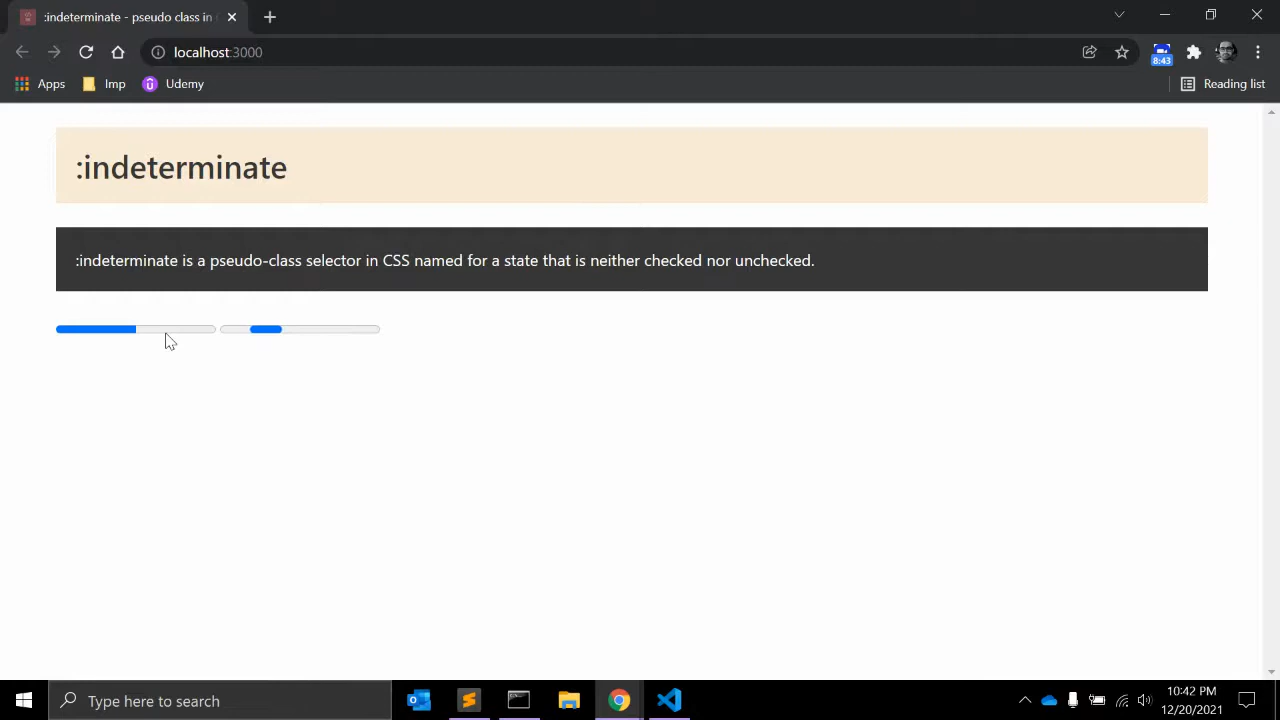 :indeterminate - pseudo class in
localhost:3000
8:43
Apps
Imp
Udemy
Reading list
:indeterminate
:indeterminate is a pseudo-class selector in CSS named for a state that is neither checked nor unchecked.
Type here to search
10:42 PM
12/20/2021